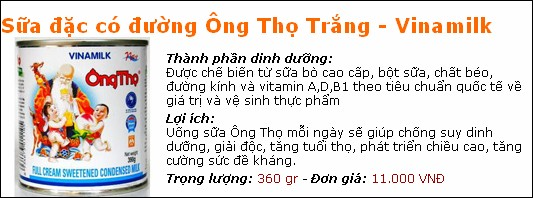 Sữa đặc có đường Ông Thọ Trắng - Vinamilk
VINAMILK
Ông Thọ
Net weight
FULL CREAM SWEETENED CONDENSED MILK
Thành phần dinh dưỡng:
Được chế biến từ sữa bò cao cấp, bột sữa, chất béo,
đường kính và vitamin A,D,B1 theo tiêu chuẩn quốc tế về
giá trị và vệ sinh thực phẩm
Lợi ích:
Uống sữa Ông Thọ mỗi ngày sẽ giúp chống suy dinh
dưỡng, giải độc, tăng tuổi thọ, phát triển chiều cao, tăng
cường sức đề kháng.
Trọng lượng: 360 gr - Đơn giá: 11.000 VNĐ